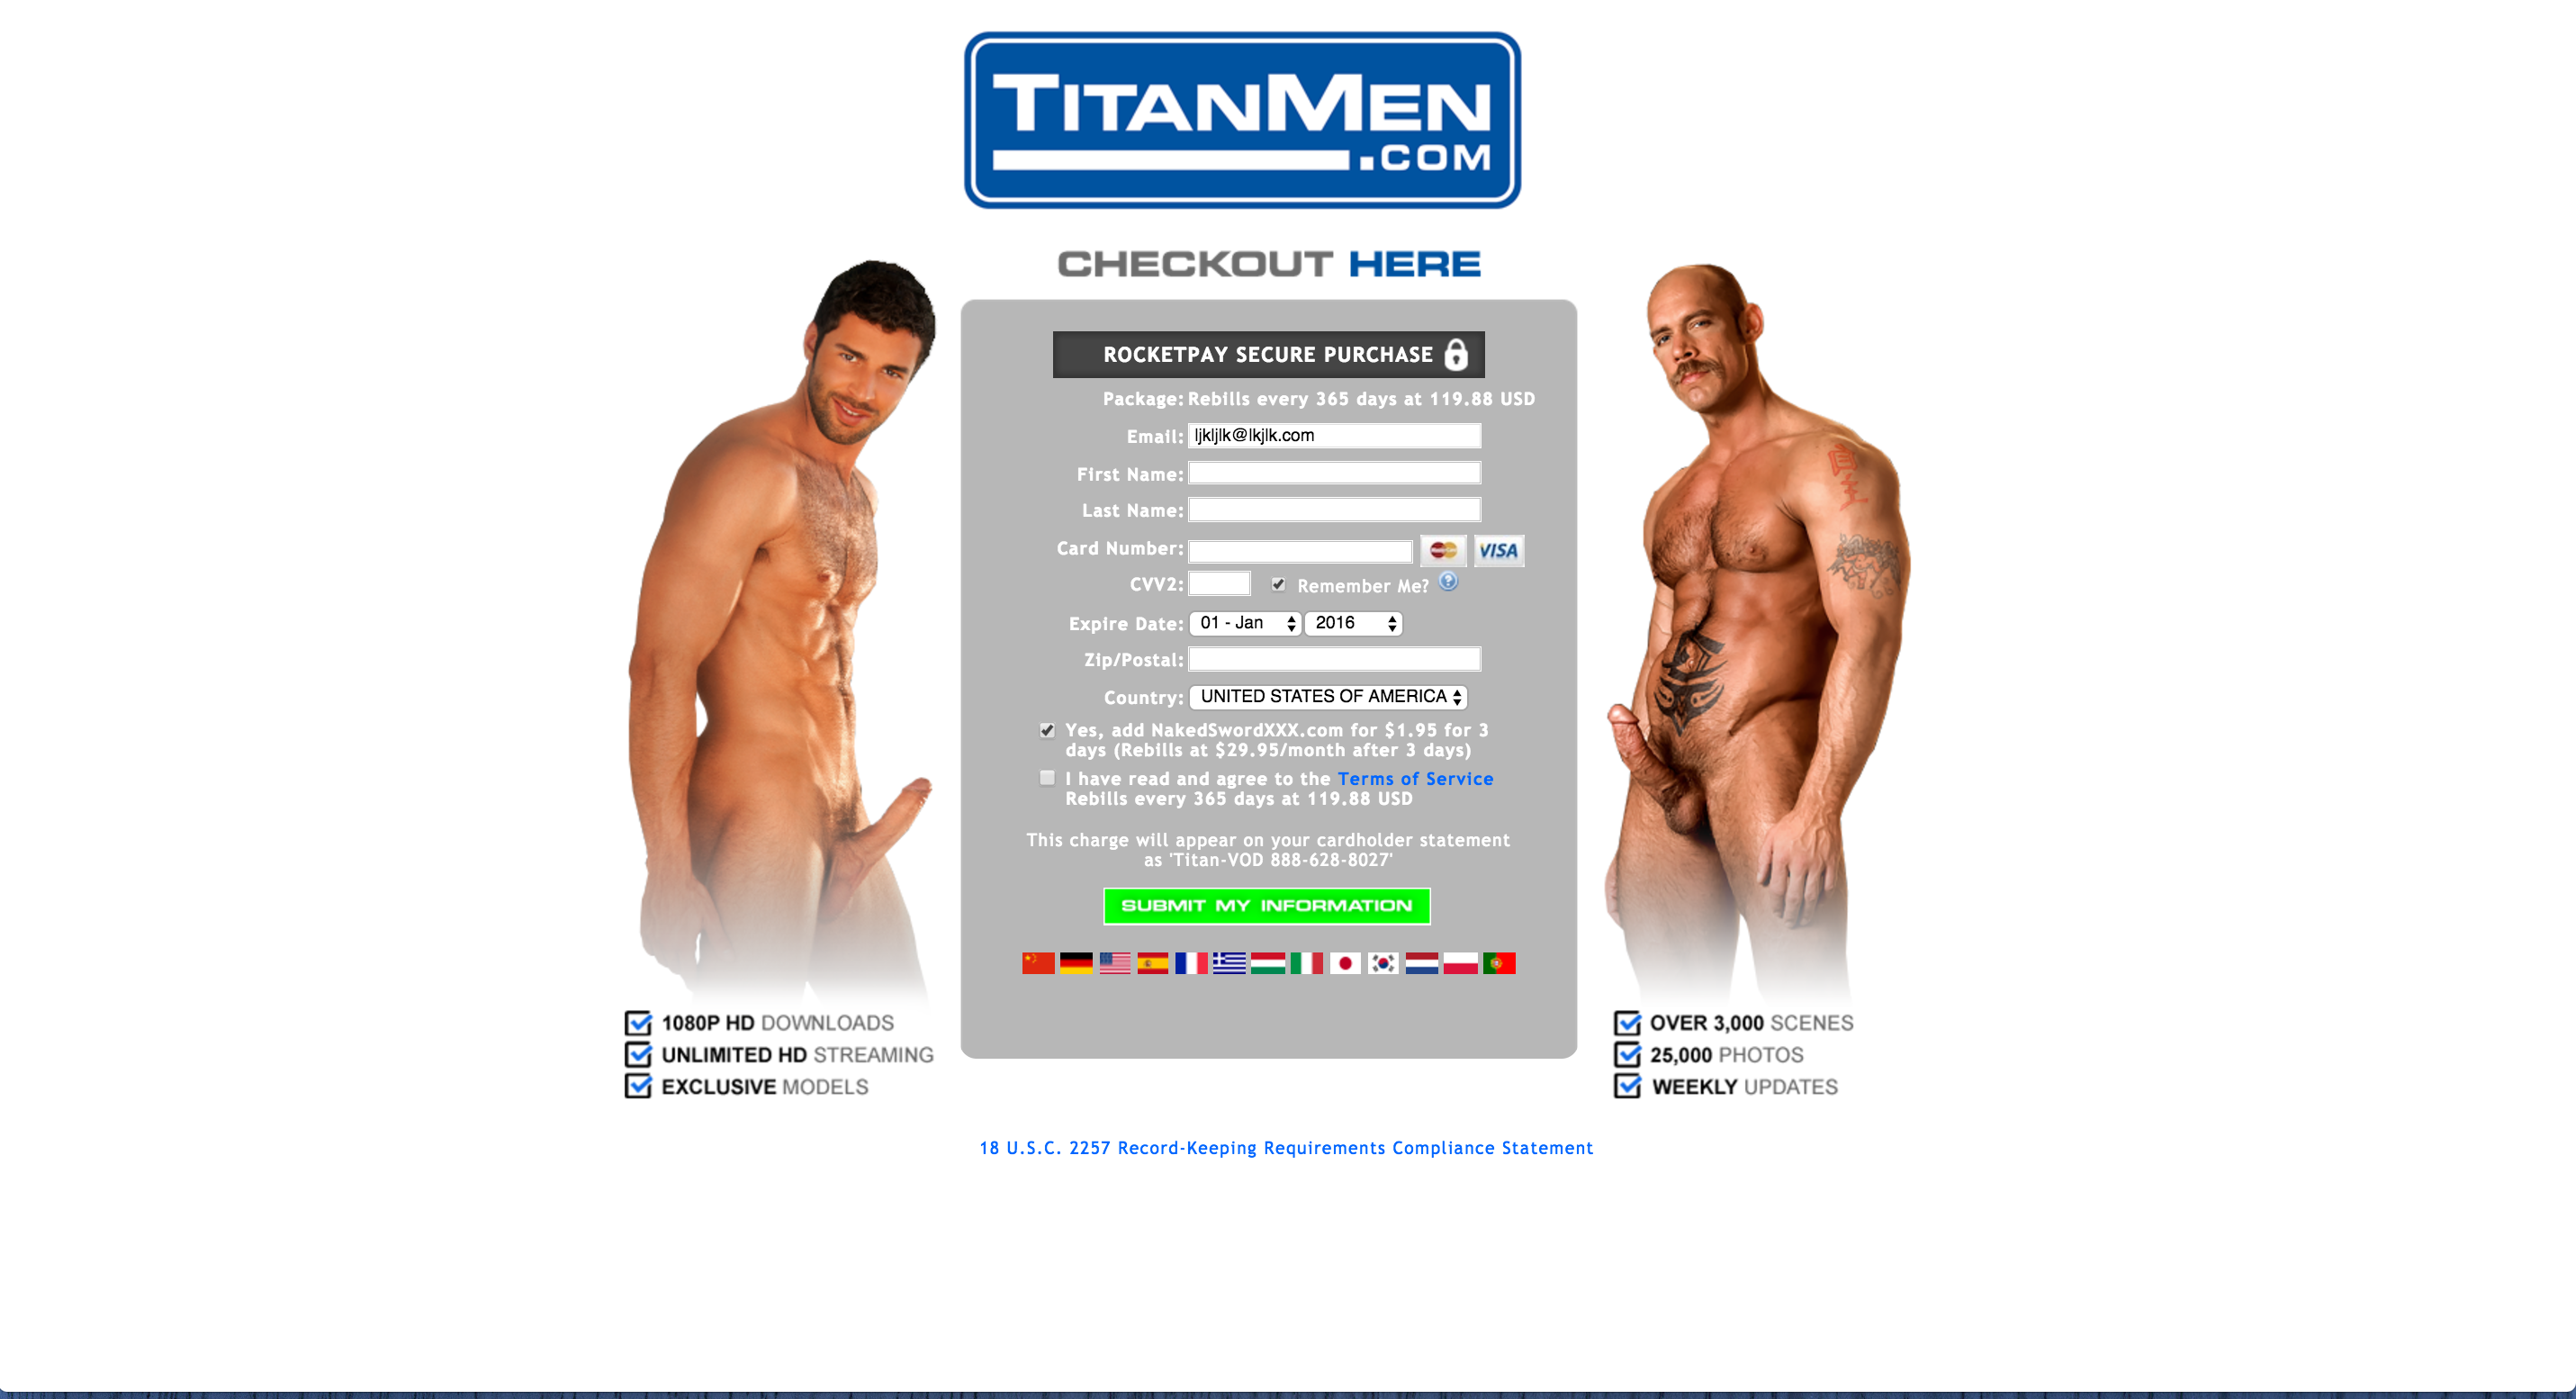 TITANMEN
.COM
CHECKOUT HERE
ROCKETPAY SECURE PURCHASE
Package: Rebills every 365 days at 119.88 USD
Email: ljkljlk@lkjlk.com
First Name:
Last Name:
Card Number: VISA
CVV2: Remember Me? ?
Expire Date: 01 - Jan 2016
Zip/Postal:
Country: UNITED STATES OF AMERICA
Yes, add NakedSwordXXX.com for $1.95 for 3
days (Rebills at $29.95/month after 3 days)
I have read and agree to the Terms of Service
Rebills every 365 days at 119.88 USD
This charge will appear on your cardholder statement
as 'Titan-VOD 888-628-8027'
SUBMIT MY INFORMATION
1080P HD DOWNLOADS
UNLIMITED HD STREAMING
EXCLUSIVE MODELS
OVER 3,000 SCENES
25,000 PHOTOS
WEEKLY UPDATES
18 U.S.C. 2257 Record-Keeping Requirements Compliance Statement